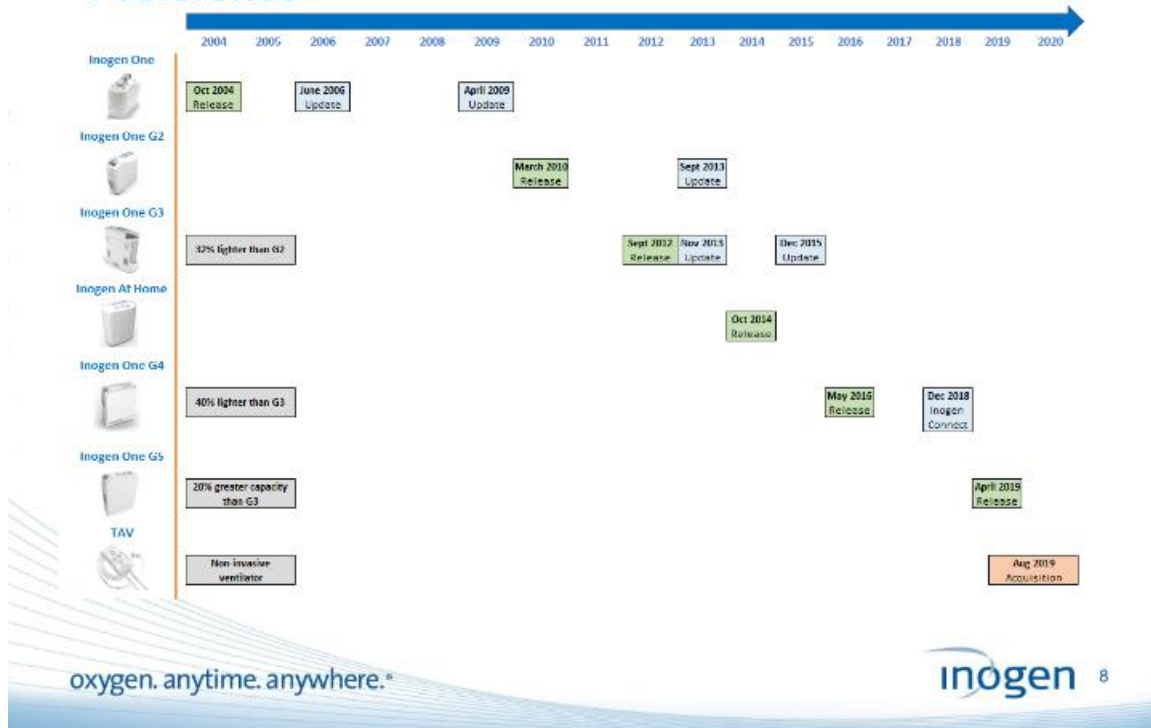 2004 2005 2006 2007 2008 2009 2010 2011 2012 2013 2014 2015 2016 2017 2018 2019 2020
Inogen One
Oct 2004
Release
June 2006
Update
April 2009
Update
Inogen One G2
March 2010
Release
Sept 2013
Update
Inogen One G3
32% lighter than G2
Sept 2012
Release
Nov 2013
Update
Dec 2015
Update
Inogen At Home
Oct 2014
Release
Inogen One G4
40% lighter than G3
May 2016
Release
Dec 2018
Inogen
Connect
Inogen One G5
20% greater capacity
than G3
April 2019
Release
TAV
Non-invasive
ventilator
Aug 2019
Acquisition
oxygen. anytime. anywhere.®
inogen
8